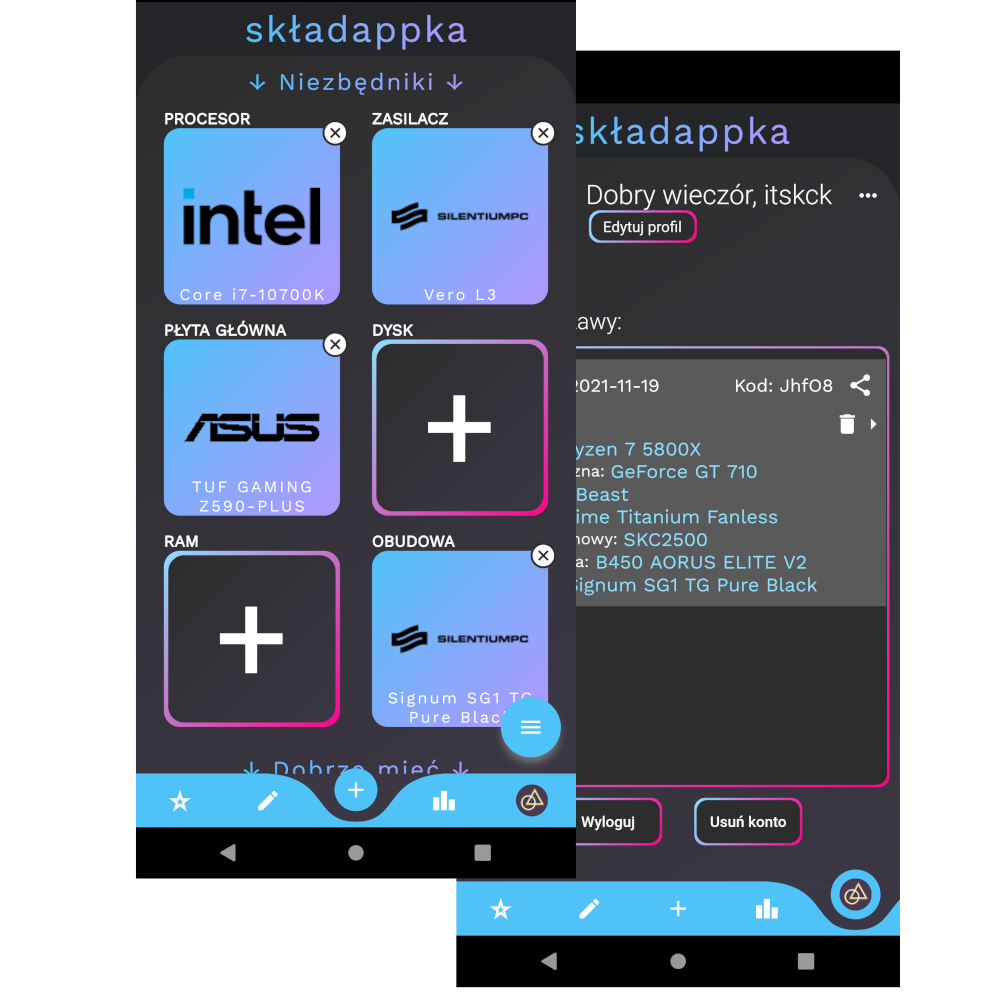 składappka
↓ Niezbędniki ↓
PROCESOR
ZASILACZ
intel
SILENTIUMPC
Core i7-10700K
Vero L3
PŁYTA GŁÓWNA
DYSK
ASUS
TUF GAMING
Z590-PLUS
RAM
OBUDOWA
SILENTIUMPC
Signum SG1 TG
Pure Black
↓ Dobrze mieć ↓
składappka
Dobry wieczór, itskck
Edytuj profil
awy:
2021-11-19
Kod: JhfO8
yzen 7 5800X
zna: GeForce GT 710
Beast
ime Titanium Fanless
nowy: SKC2500
a: B450 AORUS ELITE V2
Signum SG1 TG Pure Black
Wyloguj
Usuń konto